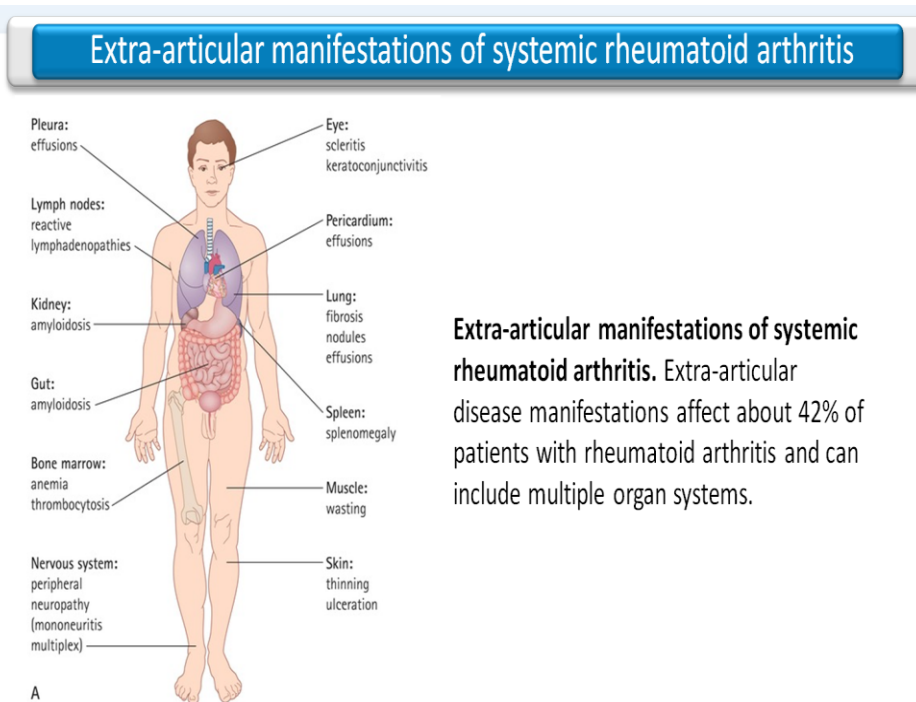 Extra-articular manifestations of systemic rheumatoid arthritis
Pleura:
effusions
Lymph nodes:
reactive
lymphadenopathies
Kidney:
amyloidosis
Gut:
amyloidosis
Bone marrow:
anemia
thrombocytosis
Nervous system:
peripheral
neuropathy
(mononeuritis
multiplex)
A
Eye:
scleritis
keratoconjunctivitis
Pericardium:
effusions
Lung:
fibrosis
nodules
effusions
Spleen:
splenomegaly
Muscle:
wasting
Skin:
thinning
ulceration
Extra-articular manifestations of systemic
rheumatoid arthritis. Extra-articular
disease manifestations affect about 42% of
patients with rheumatoid arthritis and can
include multiple organ systems.